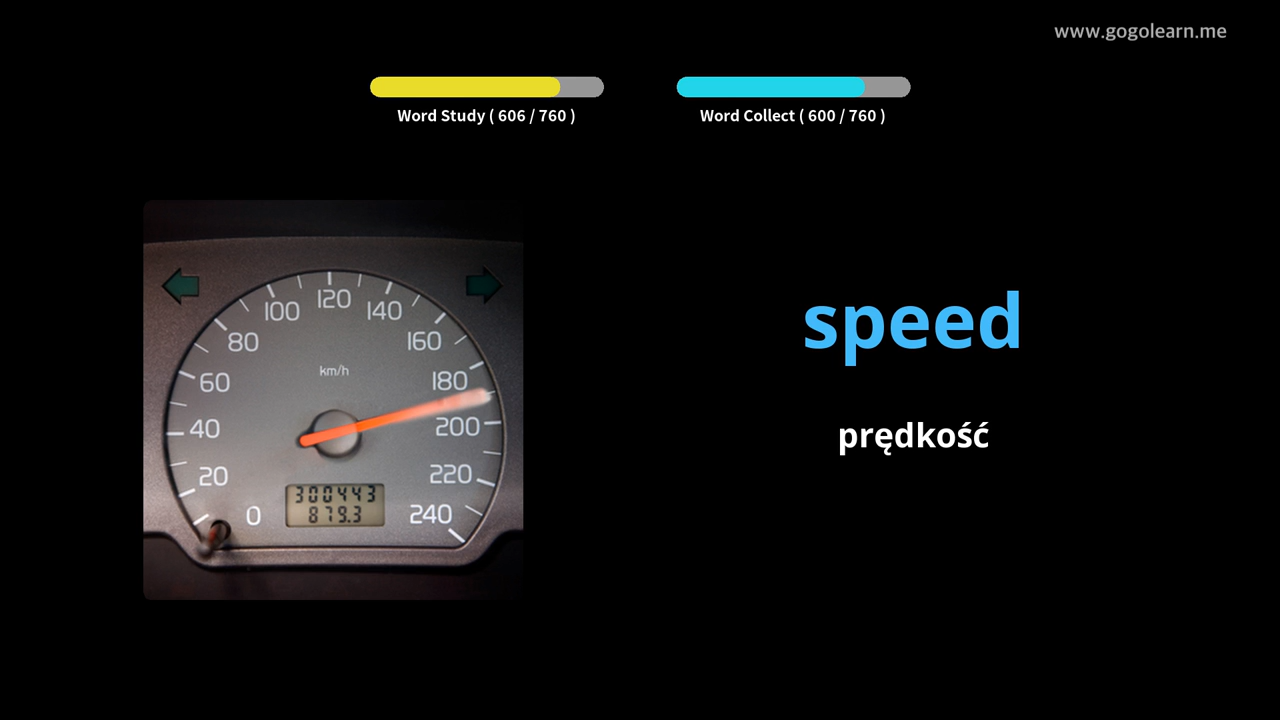 www.gogolearn.me
Word Study ( 606 / 760 )
Word Collect ( 600 / 760 )
speed
prędkość
120
100
140
80
160
km/h
60
180
40
200
20
220
0
240
300443
879.3